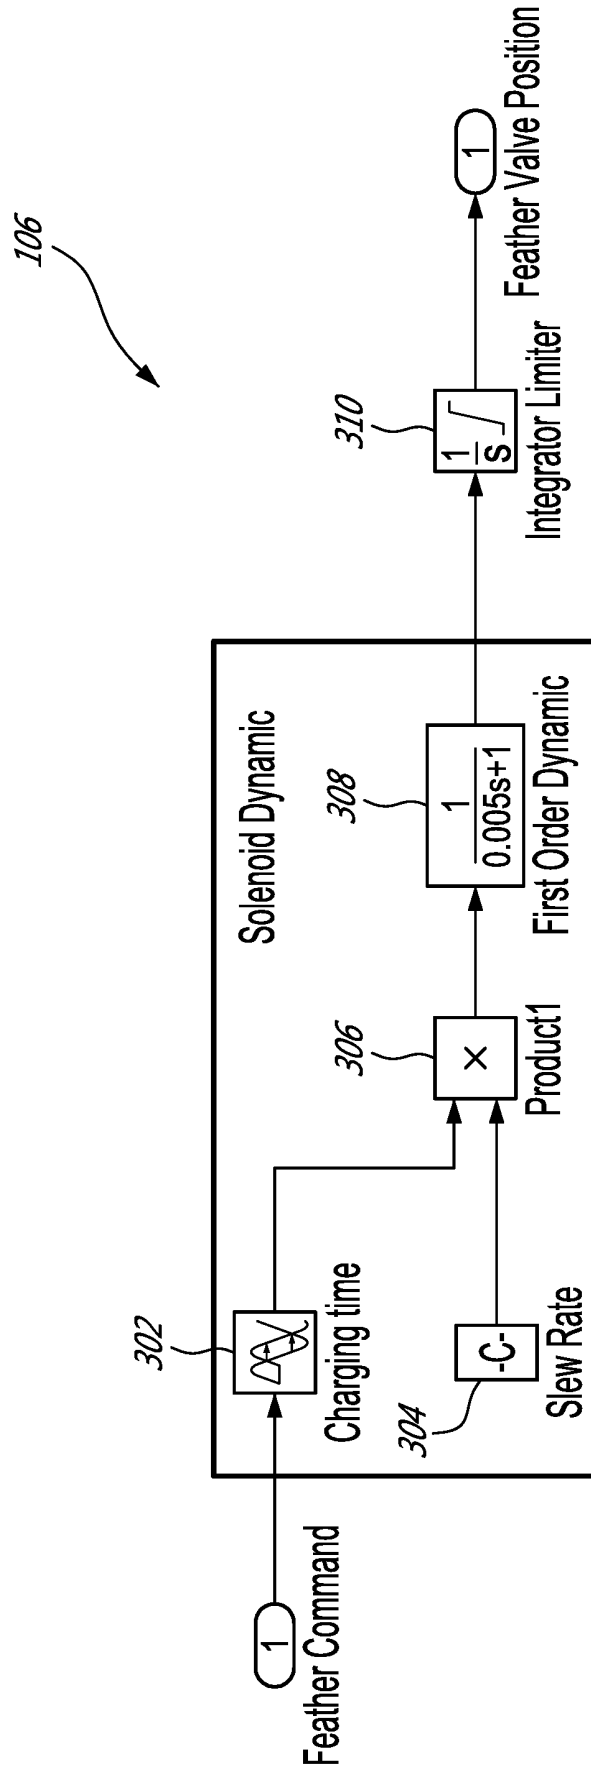 106
Solenoid Dynamic
1
Feather Command
302
Charging time
304
-C-
Slew Rate
306
×
Product1
308
1
0.005s+1
First Order Dynamic
310
1
s
Integrator Limiter
1
Feather Valve Position